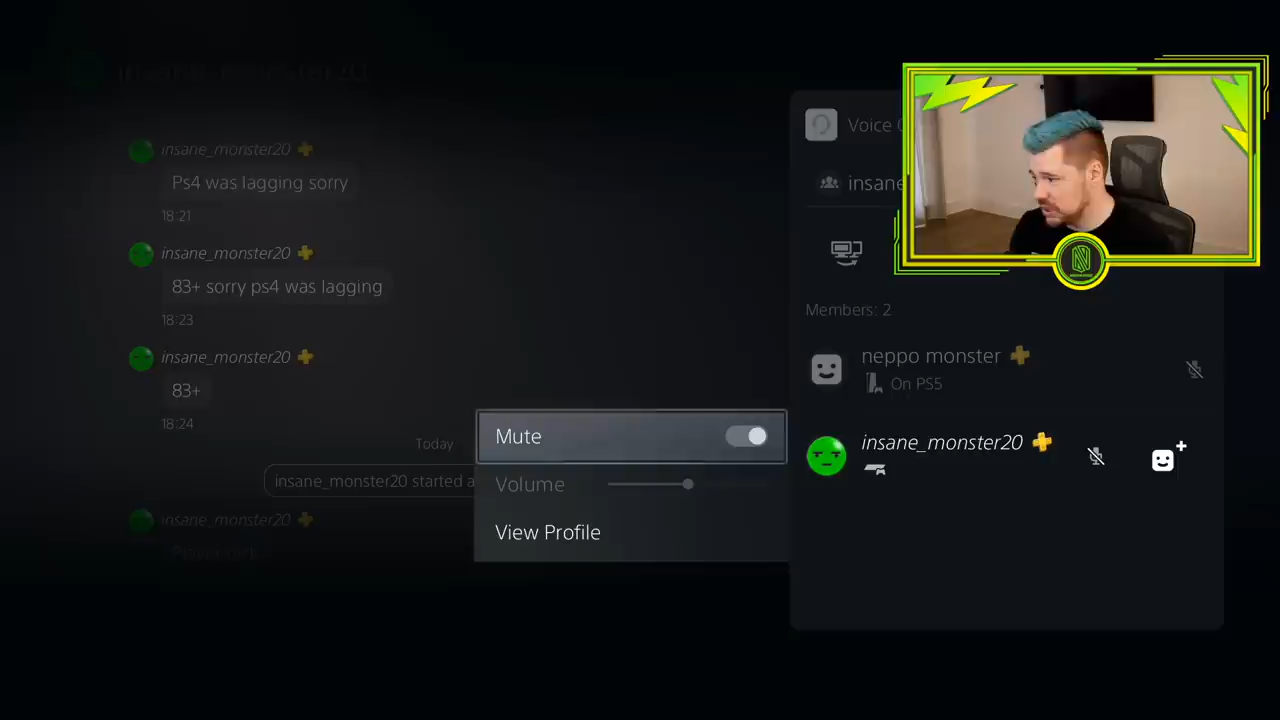 insane_monster20
insane_monster20
Ps4 was lagging sorry
18:21
insane_monster20
83+ sorry ps4 was lagging
18:23
insane_monster20
83+
18:24
Today
insane_monster20 started a
insane_monster20
Mute
Volume
View Profile
Voice
insane
Members: 2
neppo monster
On PS5
insane_monster20